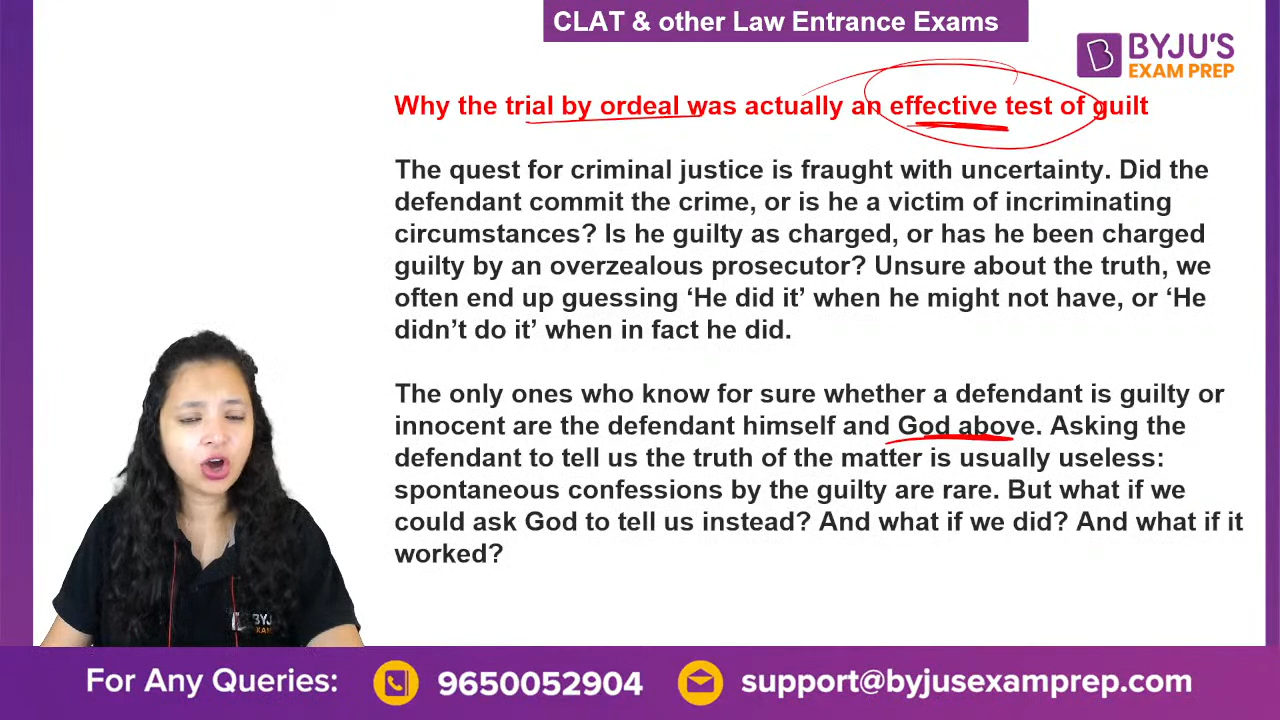 CLAT & other Law Entrance Exams
BYJU'S
EXAM PREP
Why the trial by ordeal was actually an effective test of guilt
The quest for criminal justice is fraught with uncertainty. Did the
defendant commit the crime, or is he a victim of incriminating
circumstances? Is he guilty as charged, or has he been charged
guilty by an overzealous prosecutor? Unsure about the truth, we
often end up guessing ‘He did it’ when he might not have, or ‘He
didn’t do it’ when in fact he did.
The only ones who know for sure whether a defendant is guilty or
innocent are the defendant himself and God above. Asking the
defendant to tell us the truth of the matter is usually useless:
spontaneous confessions by the guilty are rare. But what if we
could ask God to tell us instead? And what if we did? And what if it
worked?
BYJ
EXAM
For Any Queries: 9650052904 support@byjusexamprep.com